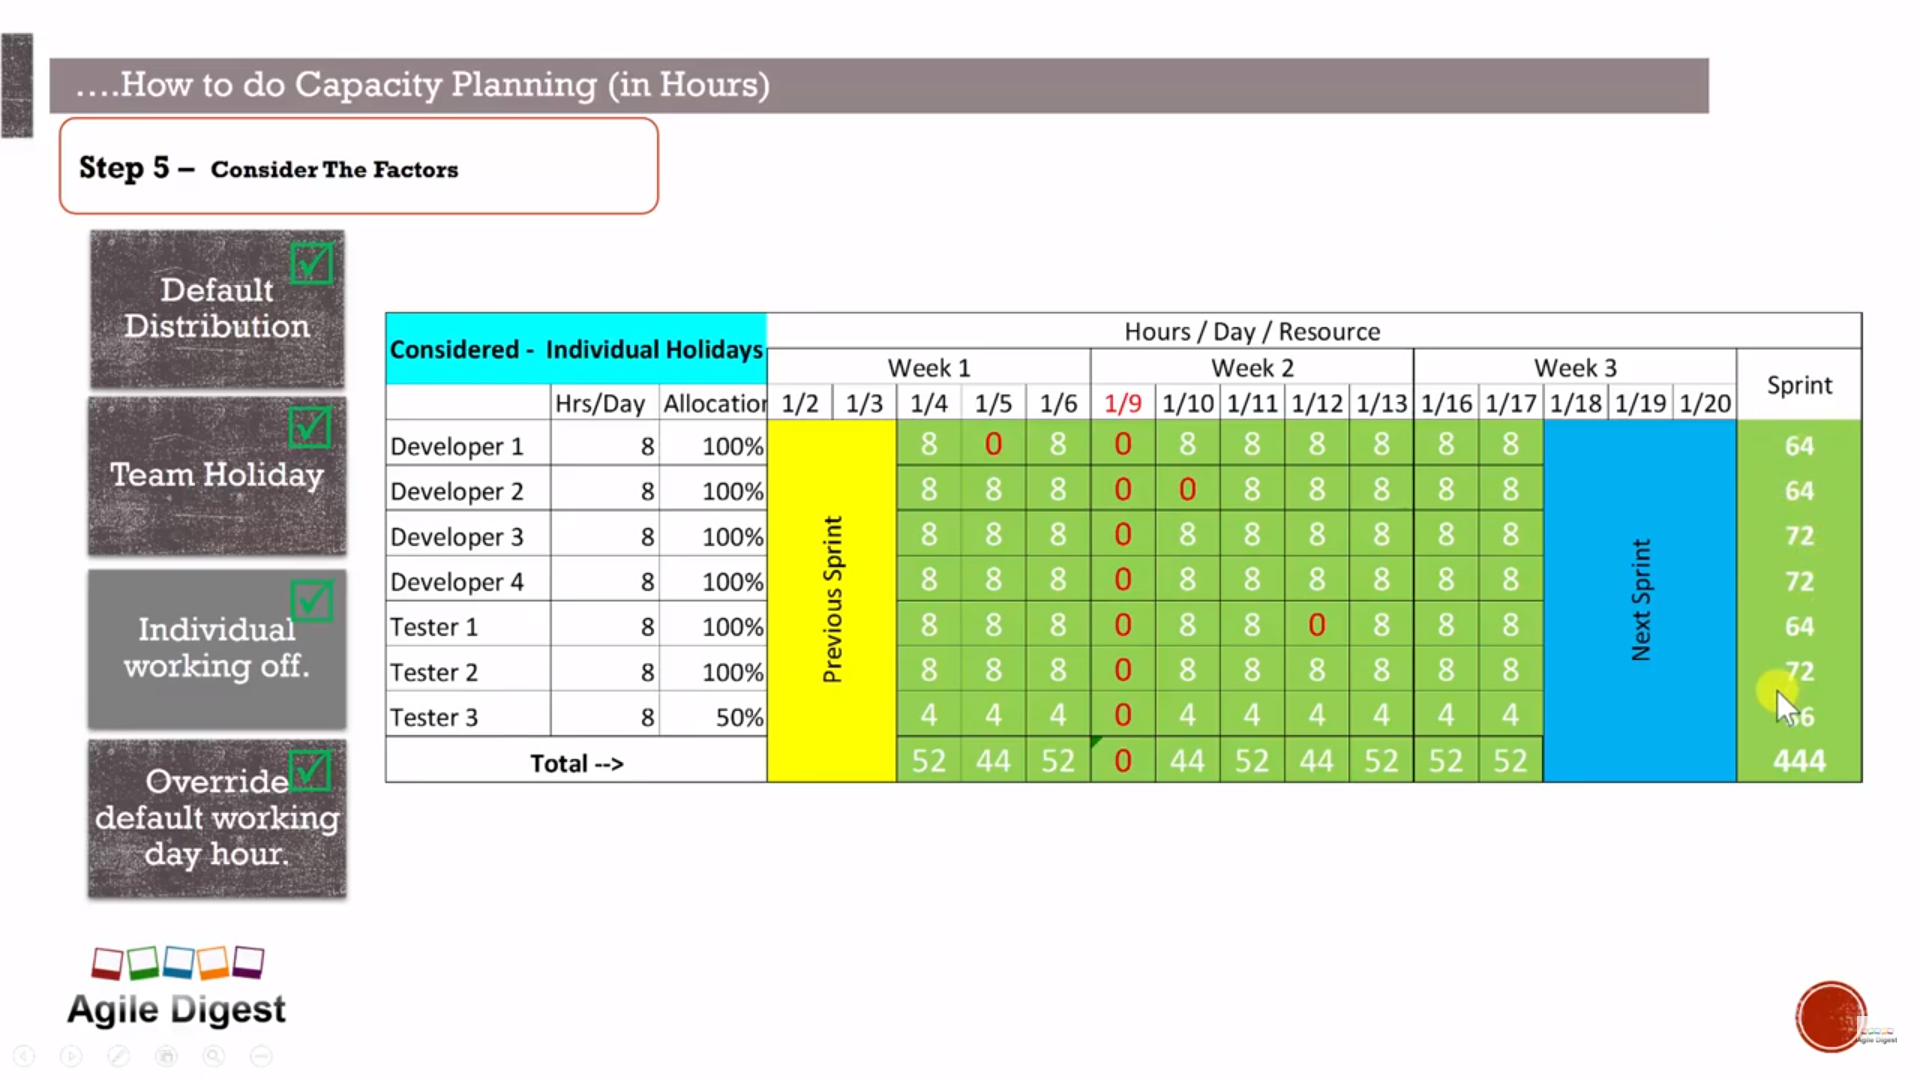 ....How to do Capacity Planning (in Hours)
Step 5 – Consider The Factors
Default
Distribution
Team Holiday
Individual
working off.
Override
default working
day hour.
Considered - Individual Holidays
Hours / Day / Resource
Week 1 Week 2 Week 3 Sprint
Hrs/Day Allocation 1/2 1/3 1/4 1/5 1/6 1/9 1/10 1/11 1/12 1/13 1/16 1/17 1/18 1/19 1/20
Developer 1 8 100% 8 0 8 0 8 8 8 8 8 8 64
Developer 2 8 100% 8 8 8 0 0 8 8 8 8 8 64
Developer 3 8 100% 8 8 8 0 8 8 8 8 8 8 72
Developer 4 8 100% 8 8 8 0 8 8 8 8 8 8 72
Tester 1 8 100% 8 8 8 0 8 8 0 8 8 8 64
Tester 2 8 100% 8 8 8 0 8 8 8 8 8 8 72
Tester 3 8 50% 4 4 4 0 4 4 4 4 4 4
Total --> 52 44 52 0 44 52 44 52 52 52 444
Previous Sprint
Next Sprint
Agile Digest
Agile Digest